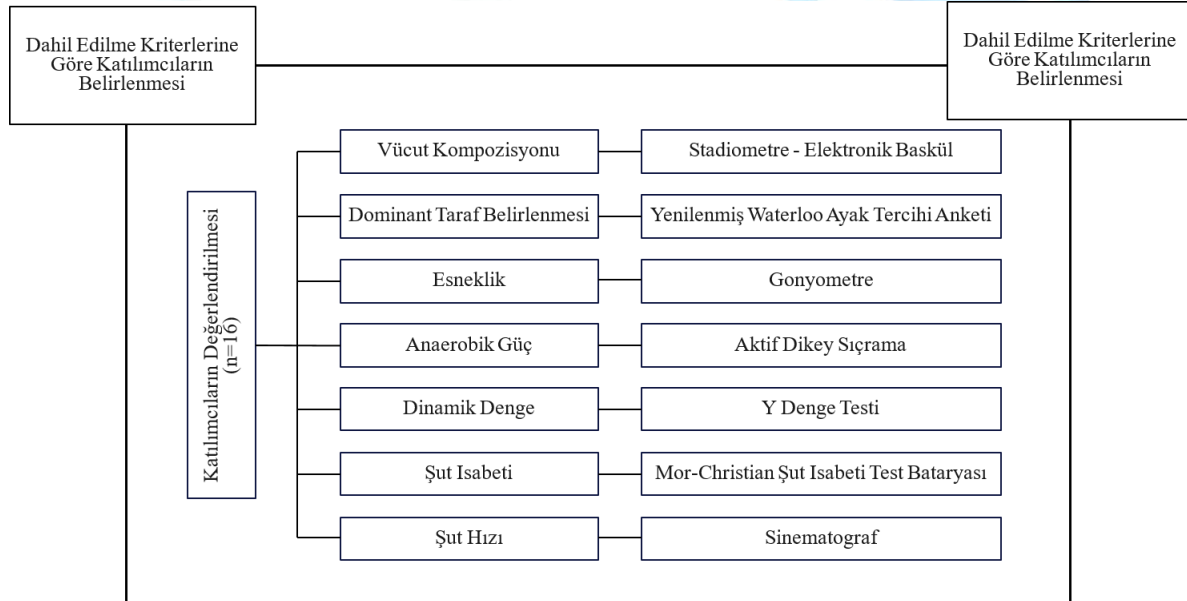 Dahil Edilme Kriterlerine
Göre Katılımcıların
Belirlenmesi
Dahil Edilme Kriterlerine
Göre Katılımcıların
Belirlenmesi
Katılımcıların Değerlendirilmesi
(n=16)
Vücut Kompozisyonu
Stadiometre - Elektronik Baskül
Dominant Taraf Belirlenmesi
Yenilenmiş Waterloo Ayak Tercihi Anketi
Esneklik
Gonyometre
Anaerobik Güç
Aktif Dikey Sıçrama
Dinamik Denge
Y Denge Testi
Şut Isabeti
Mor-Christian Şut Isabeti Test Bataryası
Şut Hızı
Sinematograf